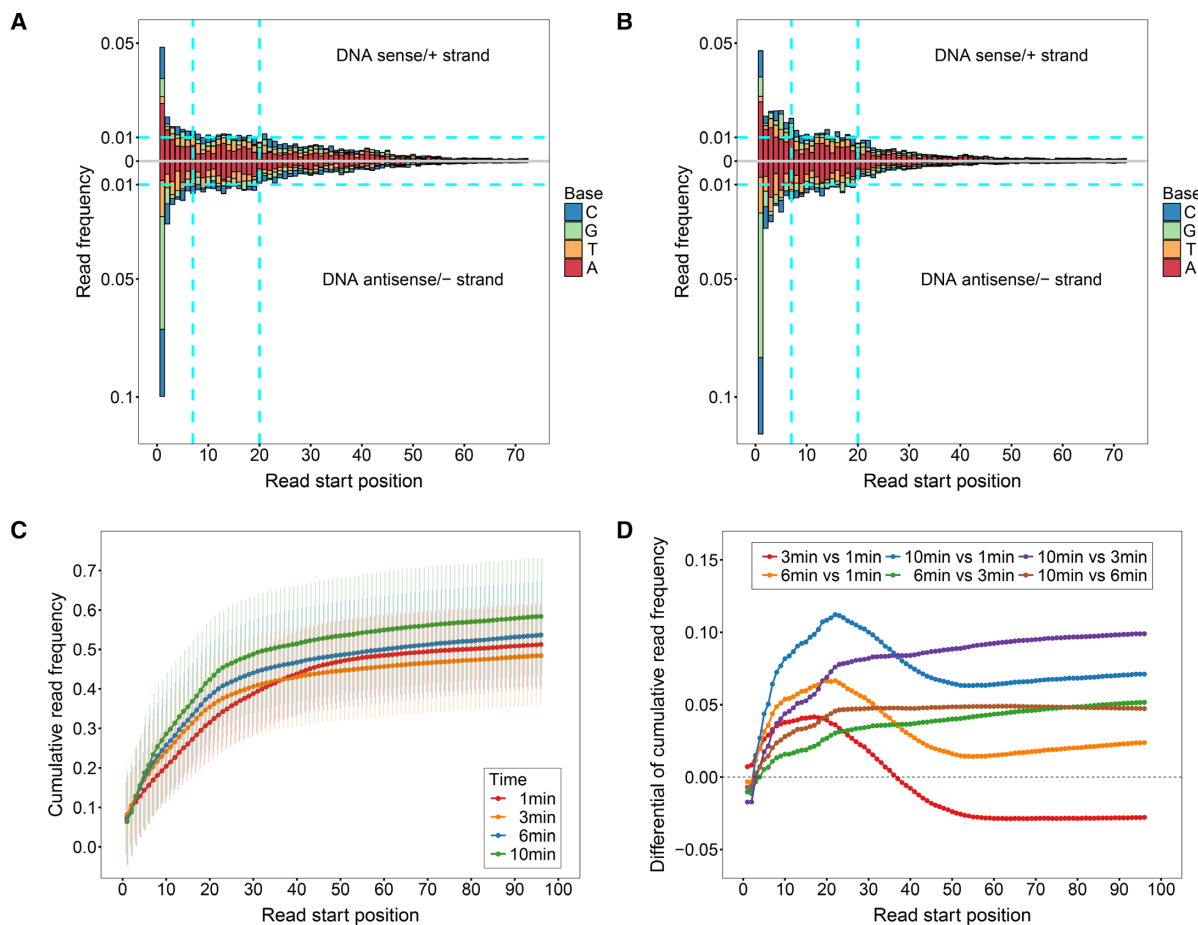 A
0.05
0.01
0
0.01
0.05
0.1
Read frequency
DNA sense/+ strand
DNA antisense/− strand
0 10 20 30 40 50 60 70
Read start position
Base
C
G
T
A
B
0.05
0.01
0
0.01
0.05
0.1
Read frequency
DNA sense/+ strand
DNA antisense/− strand
0 10 20 30 40 50 60 70
Read start position
Base
C
G
T
A
C
0.7
0.6
0.5
0.4
0.3
0.2
0.1
0.0
Cumulative read frequency
Time
1min
3min
6min
10min
0 10 20 30 40 50 60 70 80 90 100
Read start position
D
0.15
0.10
0.05
0.00
−0.05
Differential of cumulative read frequency
3min vs 1min 10min vs 1min 10min vs 3min
6min vs 1min 6min vs 3min 10min vs 6min
0 10 20 30 40 50 60 70 80 90 100
Read start position